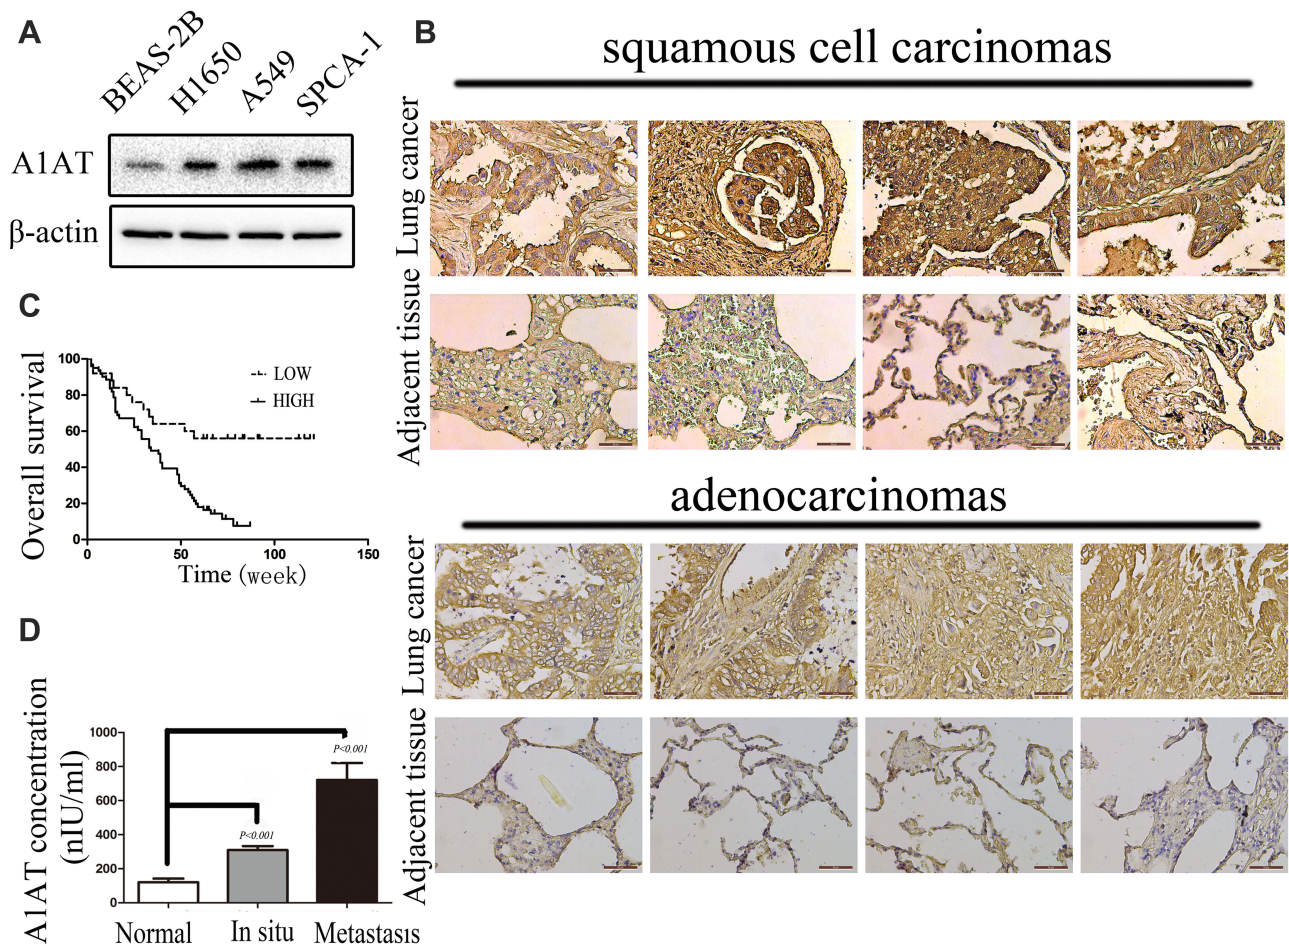 A
BEAS-2B
H1650
A549
SPCA-1
A1AT
β-actin
B
squamous cell carcinomas
Lung cancer
Adjacent tissue
adenocarcinomas
Lung cancer
Adjacent tissue
C
Overall survival
100
80
60
40
20
0
LOW
HIGH
0
50
100
150
Time (week)
D
A1AT concentration
(nIU/ml)
1000
800
600
400
200
0
P<0.001
P<0.001
Normal
In situ
Metastasis